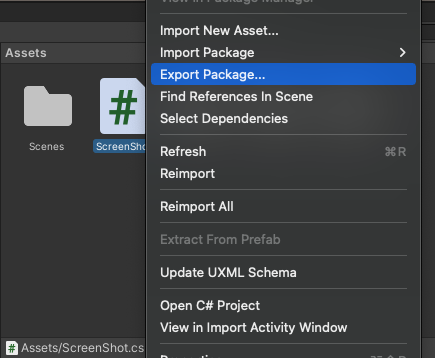 View in Package Manager
Import New Asset...
Assets
Import Package
Export Package...
Find References In Scene
Select Dependencies
Scenes
ScreenSho
Refresh ⌘R
Reimport
Reimport All
Extract From Prefab
Update UXML Schema
Open C# Project
Assets/ScreenShot.cs
View in Import Activity Window